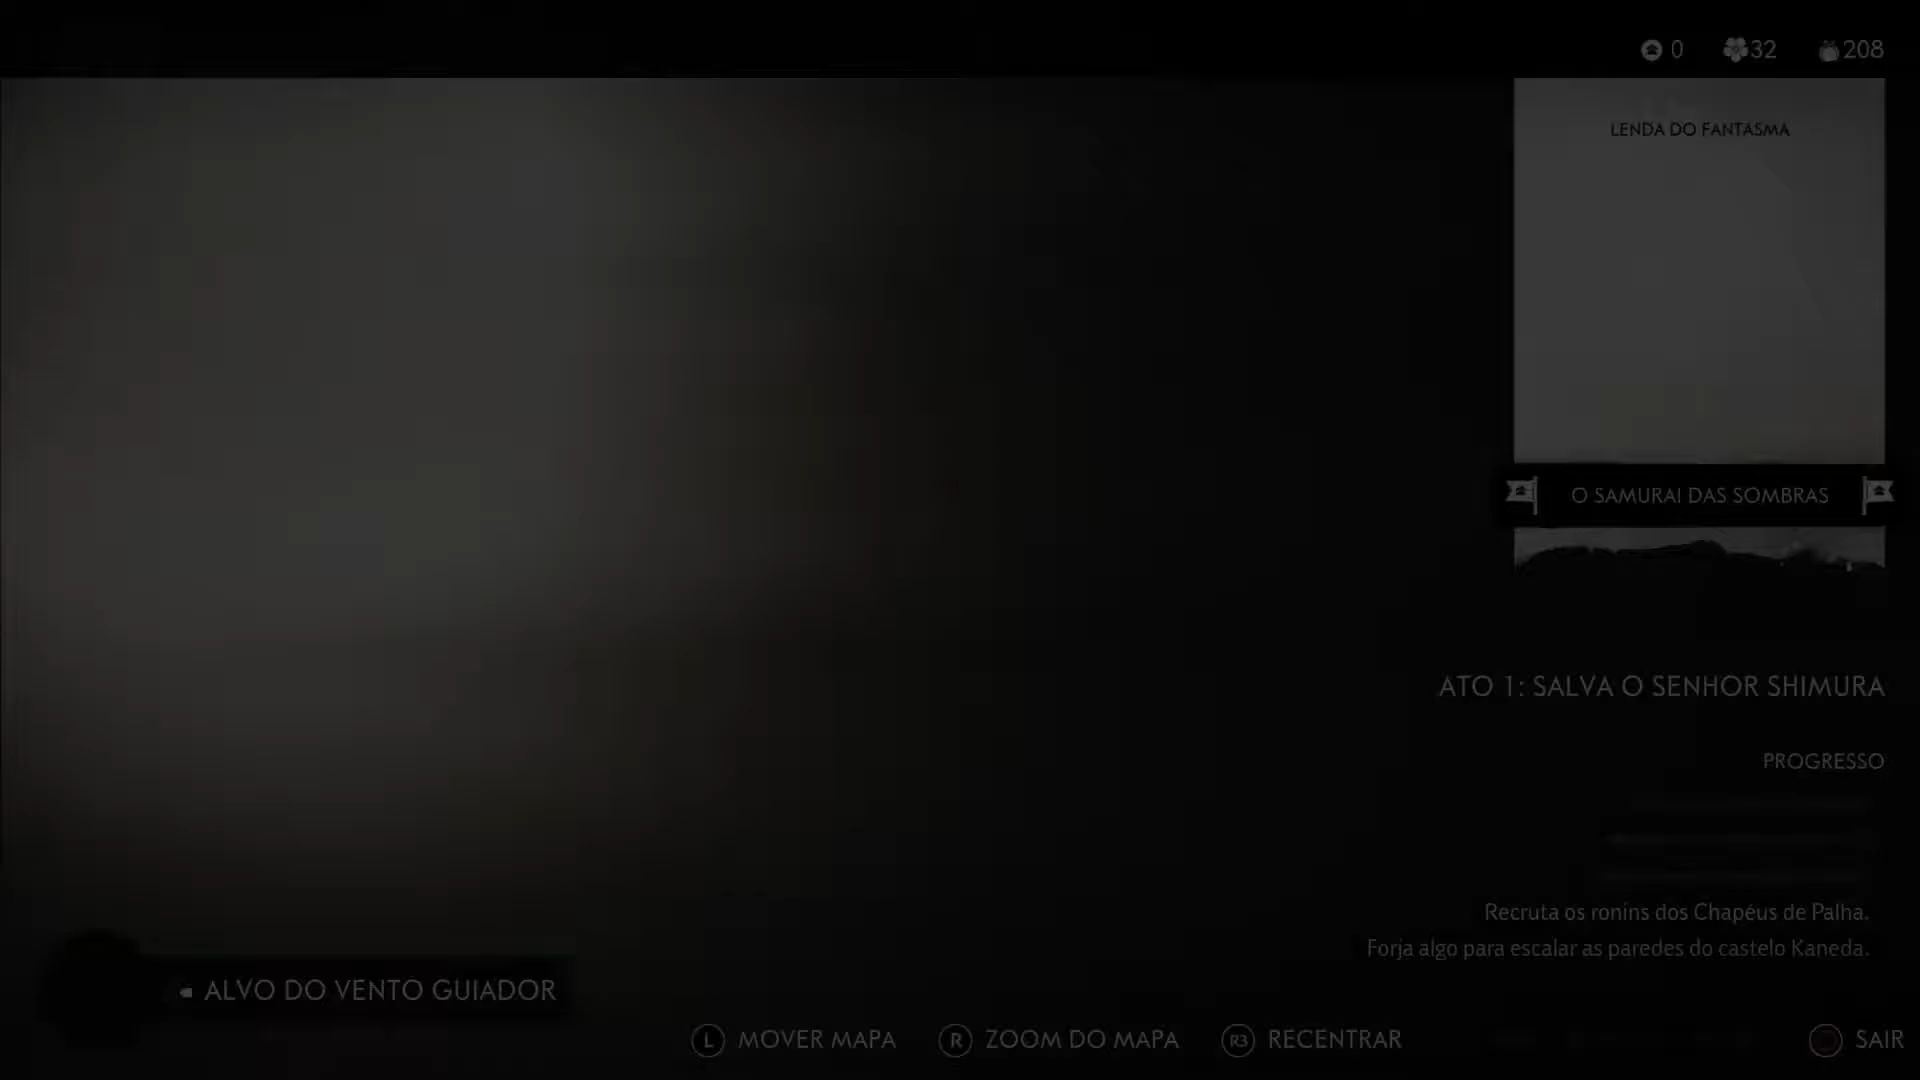 0 32 208
LENDA DO FANTASMA
O SAMURAI DAS SOMBRAS
ATO 1: SALVA O SENHOR SHIMURA
PROGRESSO
Recruta os ronins dos Chapéus de Palha.
Forja algo para escalar as paredes do castelo Kaneda.
ALVO DO VENTO GUIADOR
L MOVER MAPA R ZOOM DO MAPA R3 RECENTRAR SAIR